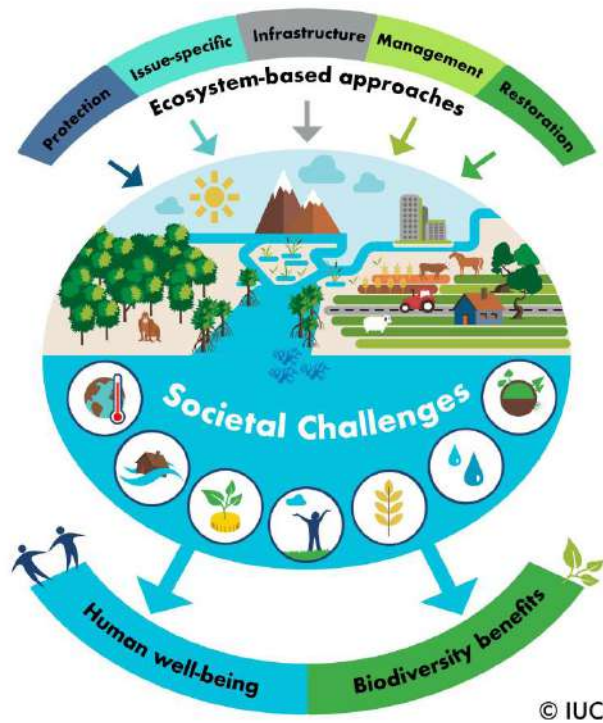 Protection
Issue-specific
Infrastructure
Management
Restoration
Ecosystem-based approaches
Societal Challenges
Human well-being
Biodiversity benefits
© IUC